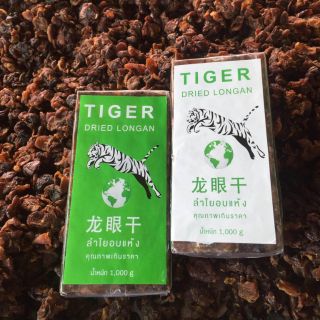 TIGER
DRIED LONGAN
龙眼干
ลำไยอบแห้ง
คุณภาพเกินราคา
น้ำหนัก 1,000 g
TIGER
DRIED LONGAN
龙眼干
ลำไยอบแห้ง
คุณภาพเกินราคา
น้ำหนัก 1,000 g